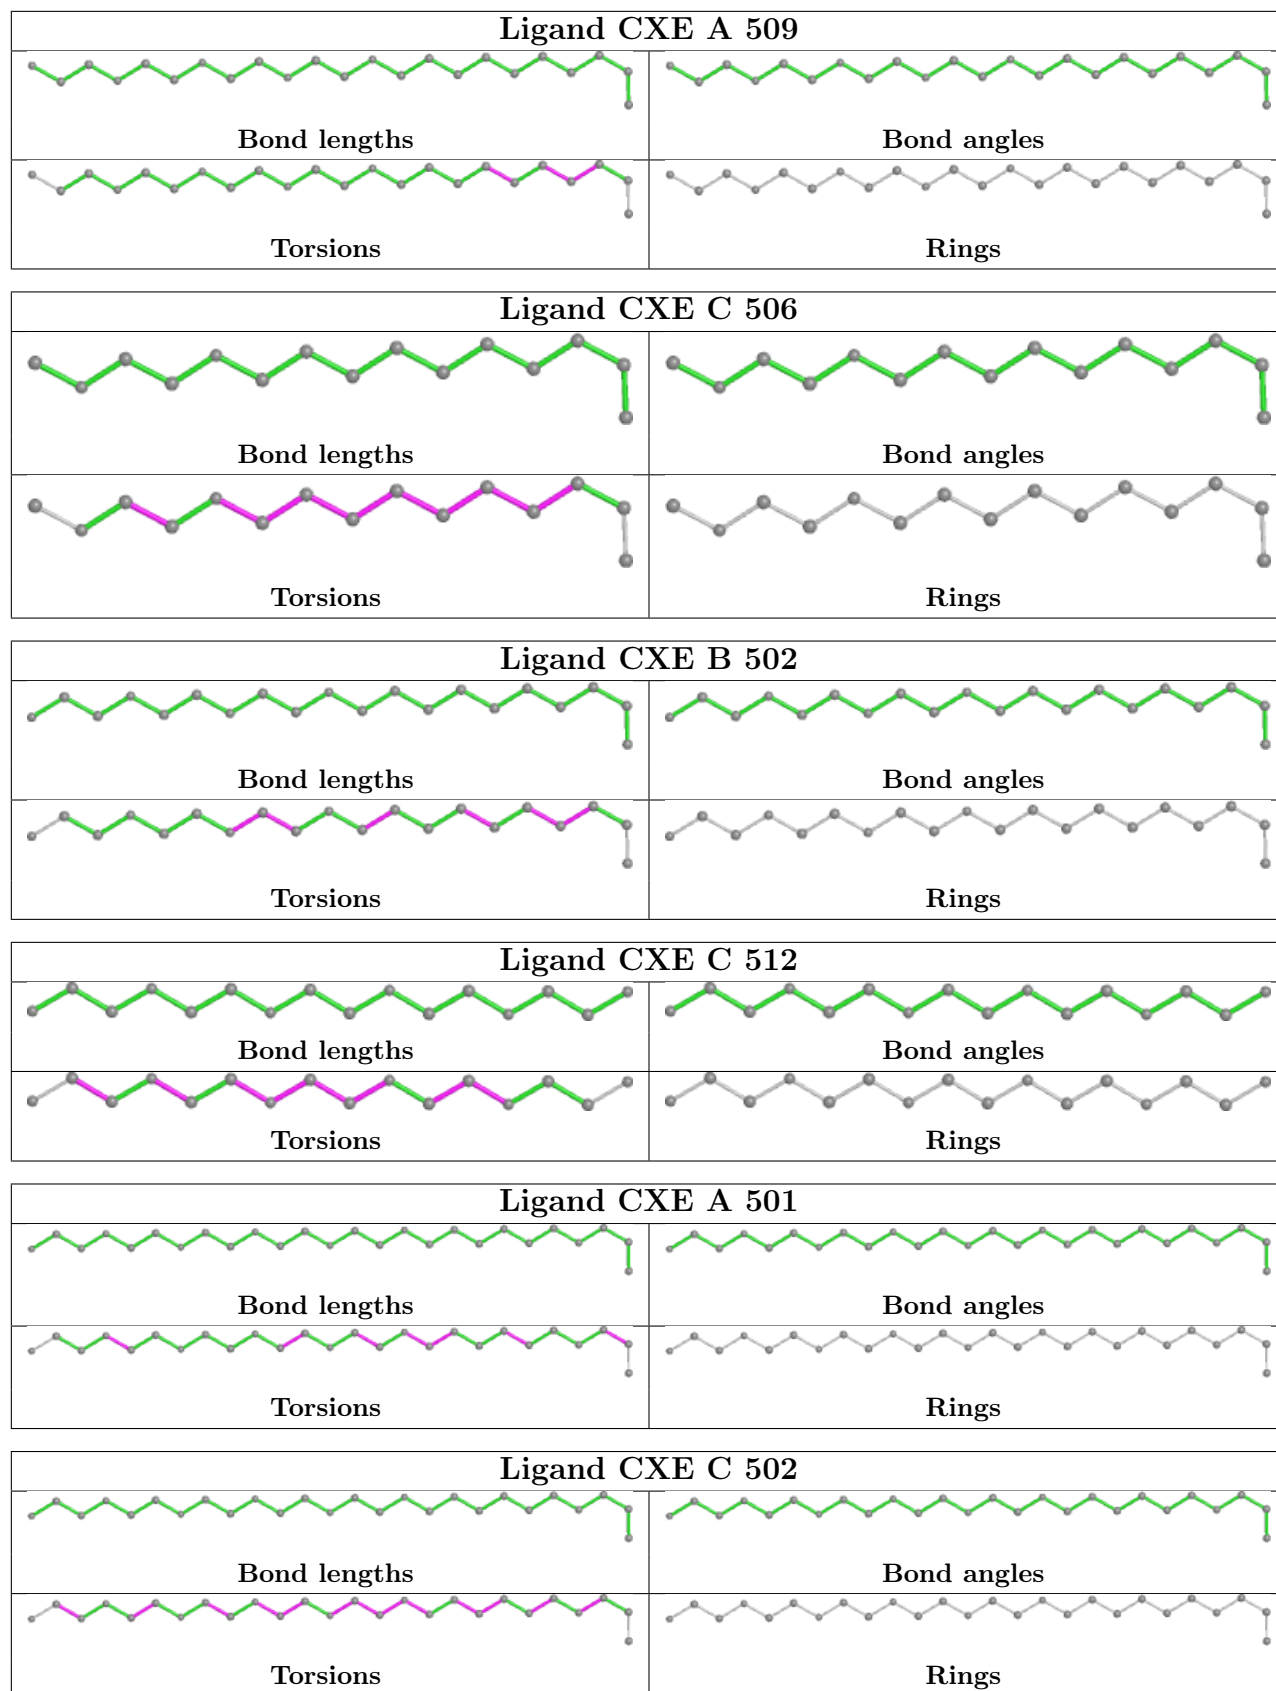 Ligand CXE A 509
Bond lengths
Bond angles
Torsions
Rings
Ligand CXE C 506
Bond lengths
Bond angles
Torsions
Rings
Ligand CXE B 502
Bond lengths
Bond angles
Torsions
Rings
Ligand CXE C 512
Bond lengths
Bond angles
Torsions
Rings
Ligand CXE A 501
Bond lengths
Bond angles
Torsions
Rings
Ligand CXE C 502
Bond lengths
Bond angles
Torsions
Rings